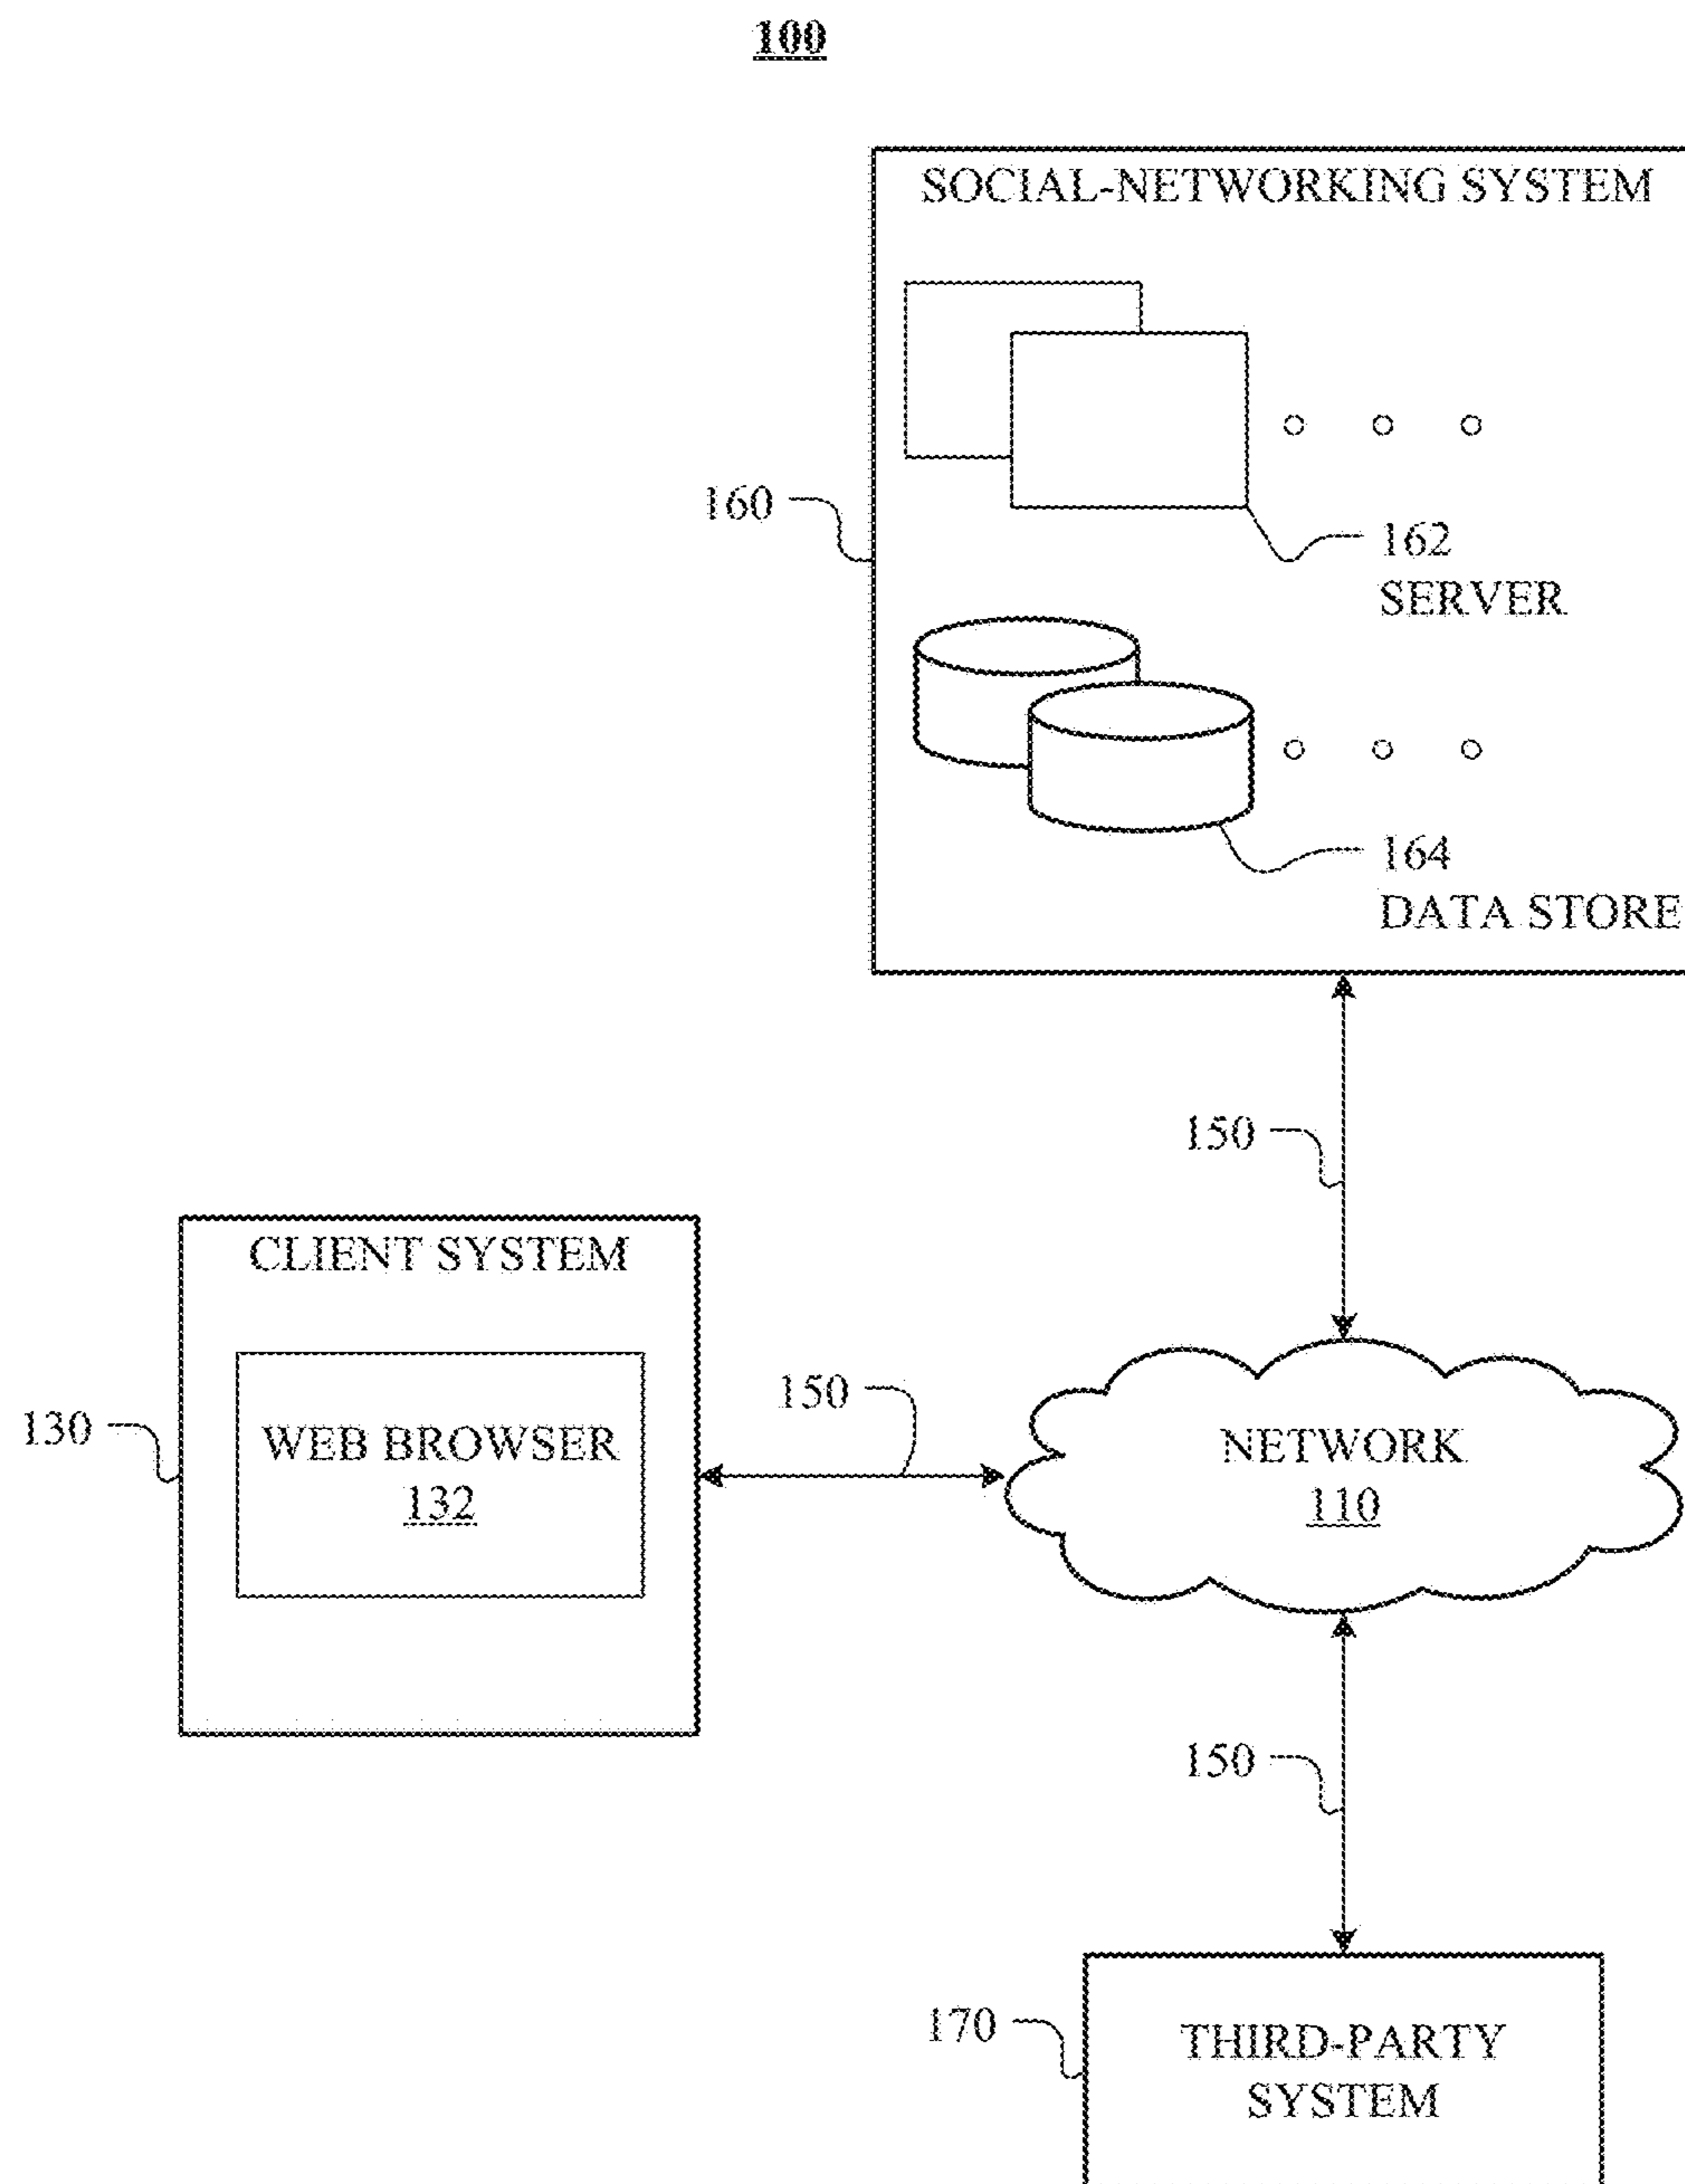 100
SOCIAL-NETWORKING SYSTEM
160
162
SERVER
164
DATA STORE
150
CLIENT SYSTEM
130
WEB BROWSER
132
150
NETWORK
110
150
170
THIRD-PARTY
SYSTEM